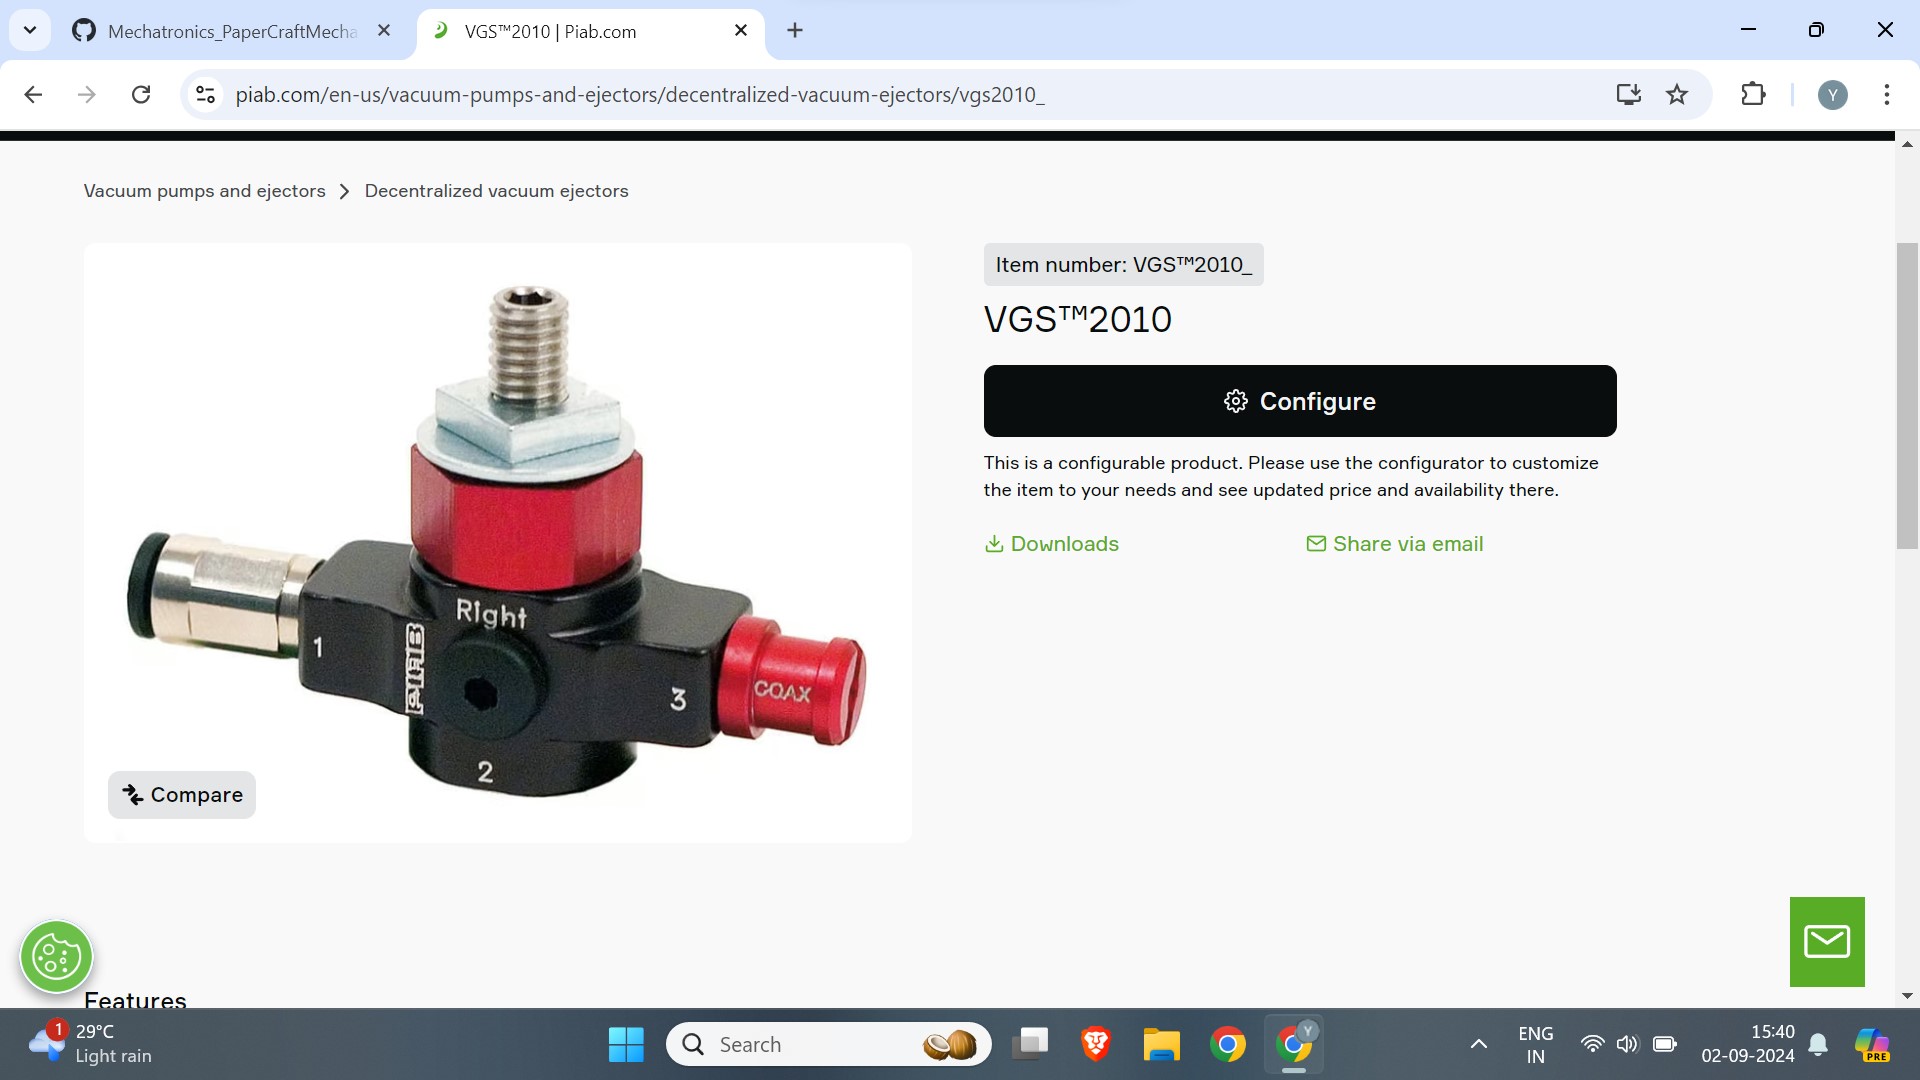 Mechatronics_PaperCraftMecha
VGS™2010 | Piab.com
piab.com/en-us/vacuum-pumps-and-ejectors/decentralized-vacuum-ejectors/vgs2010_
Y
Vacuum pumps and ejectors
Decentralized vacuum ejectors
Item number: VGS™2010_
VGS™2010
Configure
This is a configurable product. Please use the configurator to customize
the item to your needs and see updated price and availability there.
Downloads
Share via email
Right
1
PIAB
COAX
3
2
Compare
Features
1
29°C
Light rain
Search
Y
ENG
IN
15:40
02-09-2024
PRE